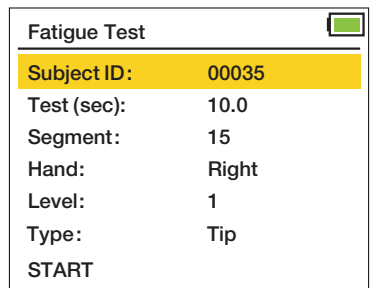 Fatigue Test
Subject ID: 00035
Test (sec): 10.0
Segment: 15
Hand: Right
Level: 1
Type: Tip
START